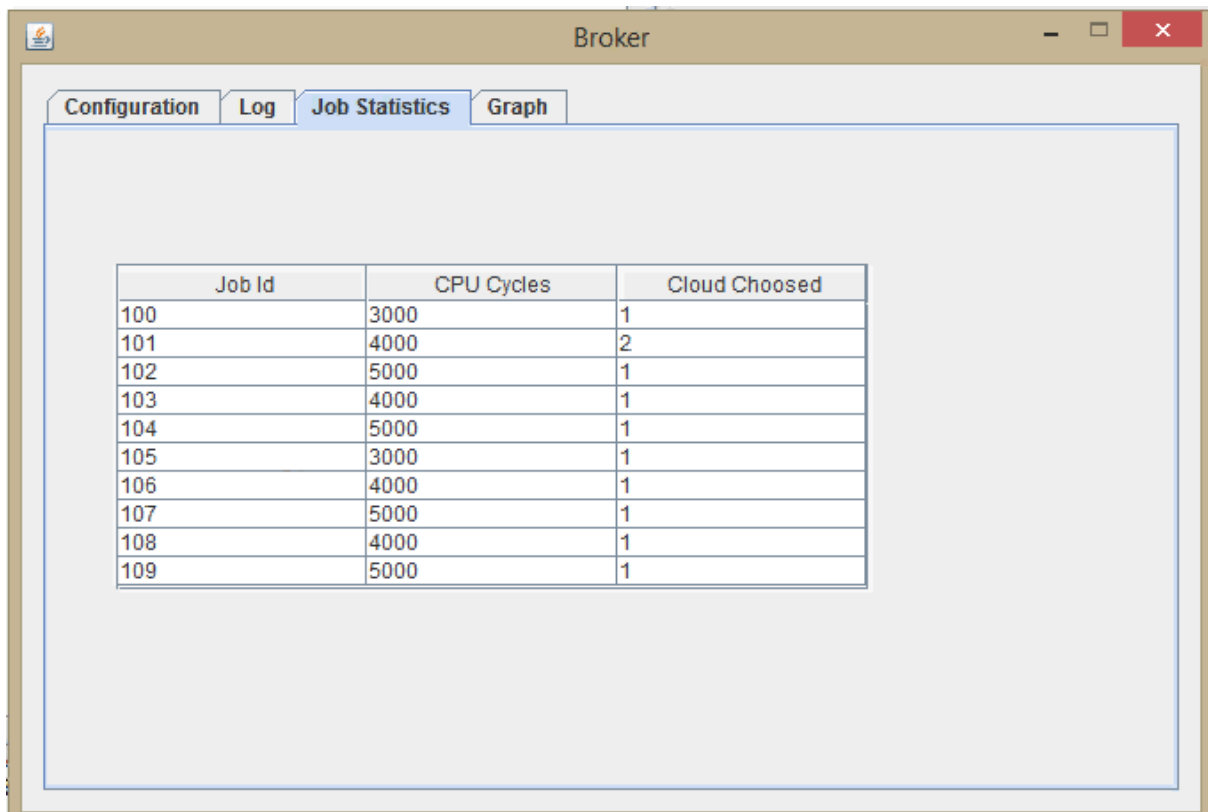 Broker
Configuration Log Job Statistics Graph
Job Id CPU Cycles Cloud Choosed
100 3000 1
101 4000 2
102 5000 1
103 4000 1
104 5000 1
105 3000 1
106 4000 1
107 5000 1
108 4000 1
109 5000 1